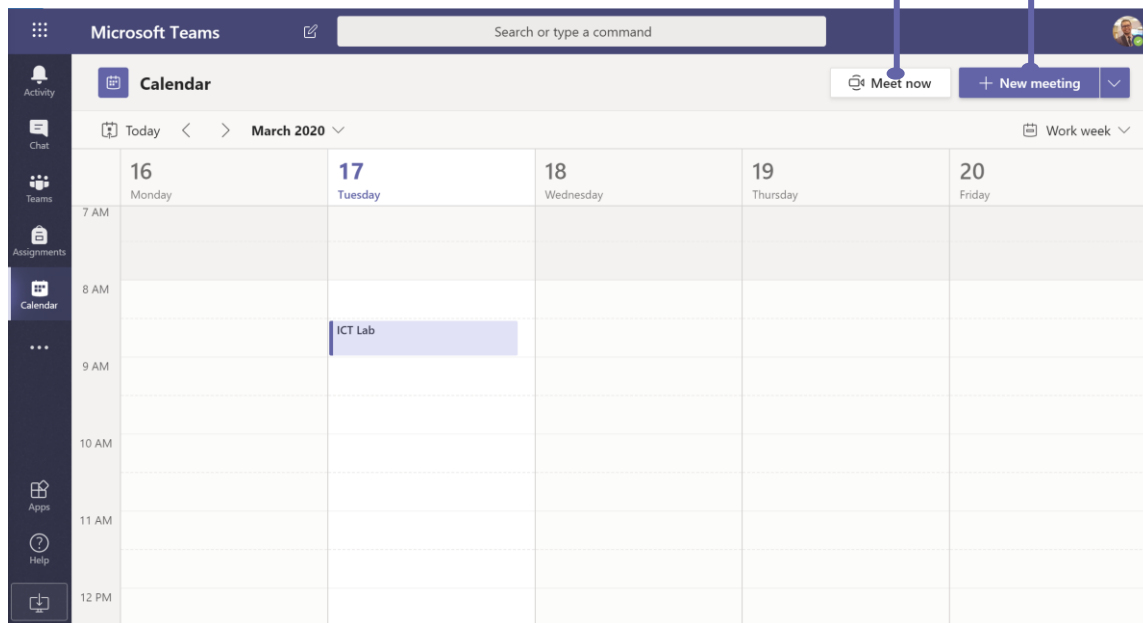 Microsoft Teams
Search or type a command
Activity
Chat
Teams
Assignments
Calendar
Apps
Help
Calendar
Meet now
New meeting
Today
March 2020
Work week
16
Monday
17
Tuesday
18
Wednesday
19
Thursday
20
Friday
7 AM
8 AM
ICT Lab
9 AM
10 AM
11 AM
12 PM